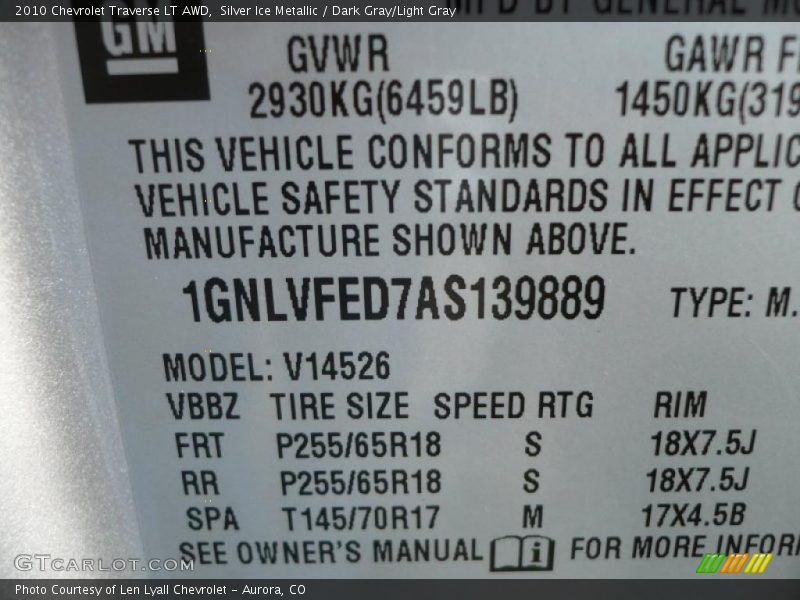 2010 Chevrolet Traverse LT AWD,  Silver Ice Metallic / Dark Gray/Light Gray
BY GENERAL
GM
GVWR GAWR
2930KG(6459LB) 1450KG(319
THIS VEHICLE CONFORMS TO ALL APPLIC
VEHICLE SAFETY STANDARDS IN EFFECT
MANUFACTURE SHOWN ABOVE.
1GNLVFED7AS139889 TYPE: M.
MODEL: V14526
VBBZ TIRE SIZE SPEED RTG RIM
FRT P255/65R18 S 18X7.5J
RR P255/65R18 S 18X7.5J
SPA T145/70R17 M 17X4.5B
SEE OWNER'S MANUAL i FOR MORE INFOR
GTCARLOT.COM
Photo Courtesy of Len Lyall Chevrolet - Aurora, CO